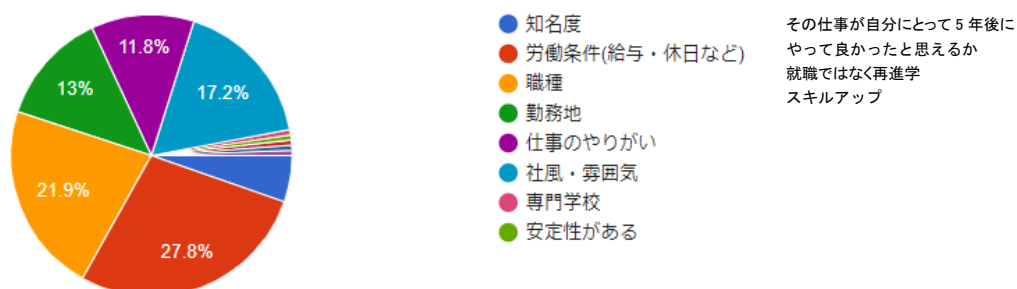 11.8%
17.2%
13%
21.9%
27.8%
知名度
労働条件(給与・休日など)
職種
勤務地
仕事のやりがい
社風・雰囲気
専門学校
安定性がある
その仕事が自分にとって5年後に
やって良かったと思えるか
就職ではなく再進学
スキルアップ